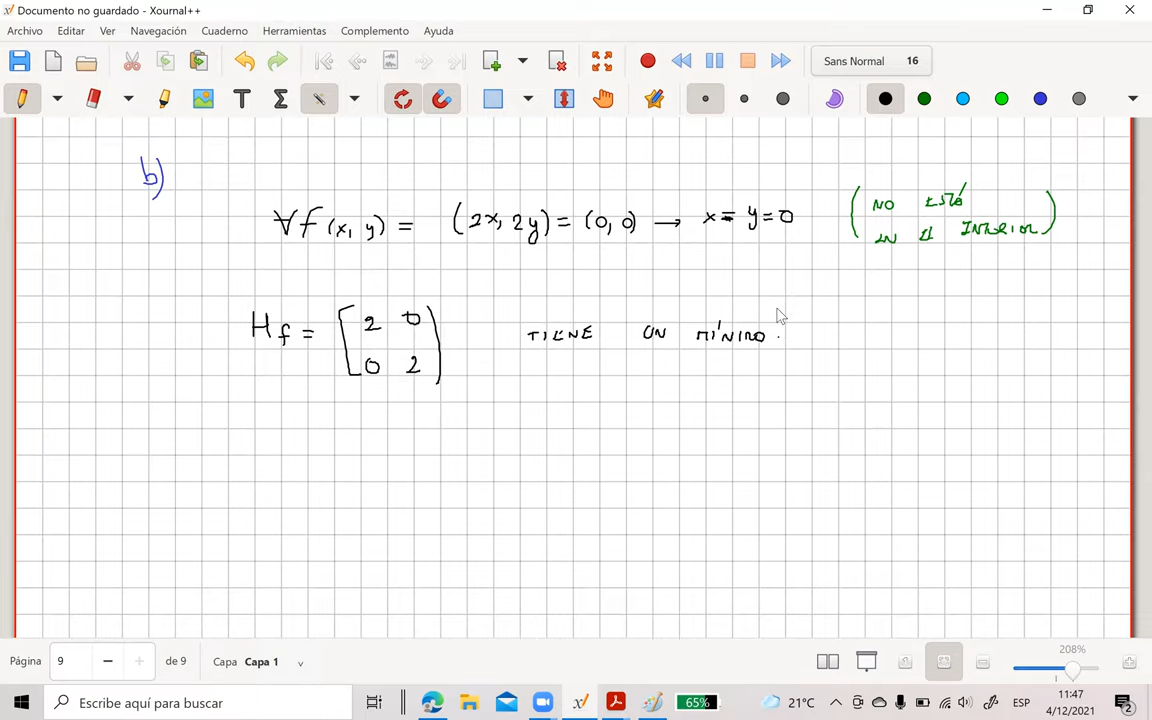 Documento no guardado - Xournal++
Archivo Editar Ver Navegación Cuaderno Herramientas Complemento Ayuda
Sans Normal 16
b)
∀f(x, y) = (2x, 2y) = (0, 0) → x = y = 0
(NO ESTÁ
EN EL INTERIOR)
Hf = [2 0
0 2]
TIENE UN MÍNIMO.
208%
Página 9 de 9 Capa Capa 1
Escribe aquí para buscar
65%
21°C
ESP
11:47
4/12/2021
2